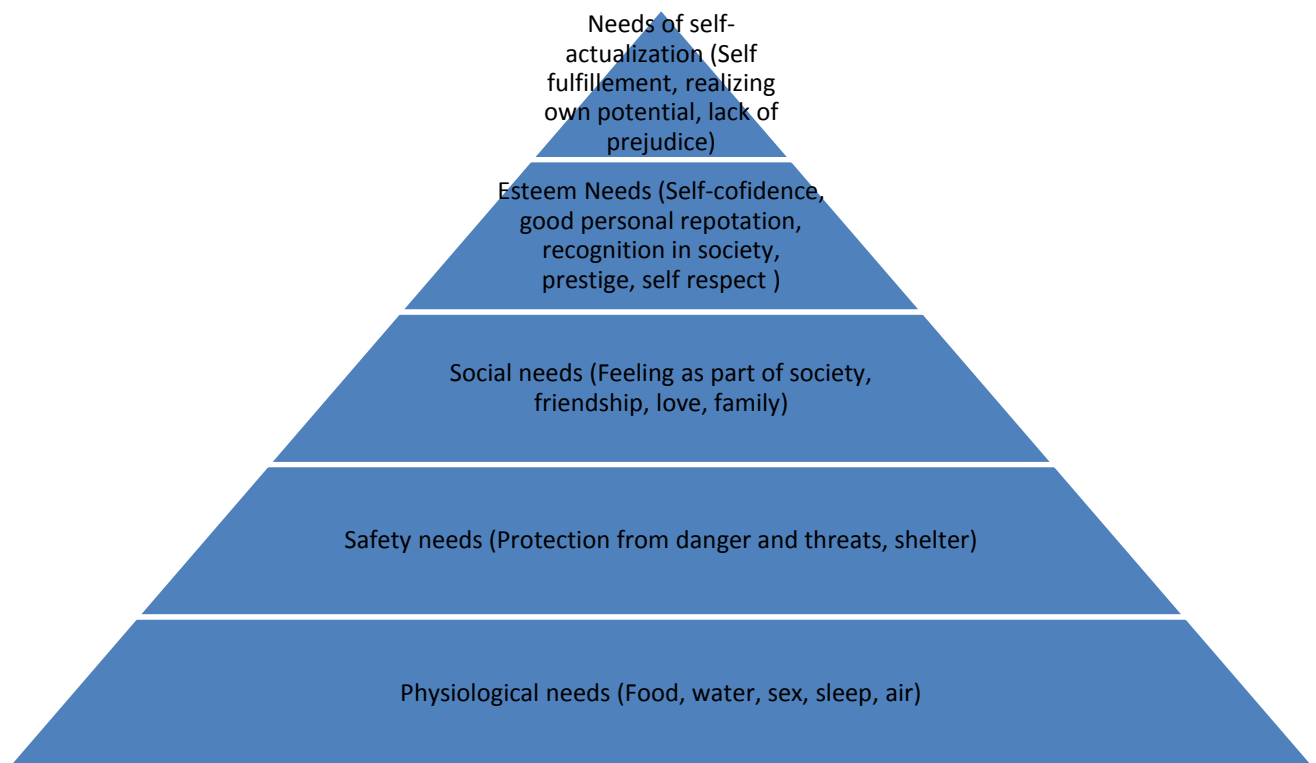 Needs of self-
actualization (Self
fulfillement, realizing
own potential, lack of
prejudice)
Esteem Needs (Self-cofidence,
good personal repotation,
recognition in society,
prestige, self respect )
Social needs (Feeling as part of society,
friendship, love, family)
Safety needs (Protection from danger and threats, shelter)
Physiological needs (Food, water, sex, sleep, air)